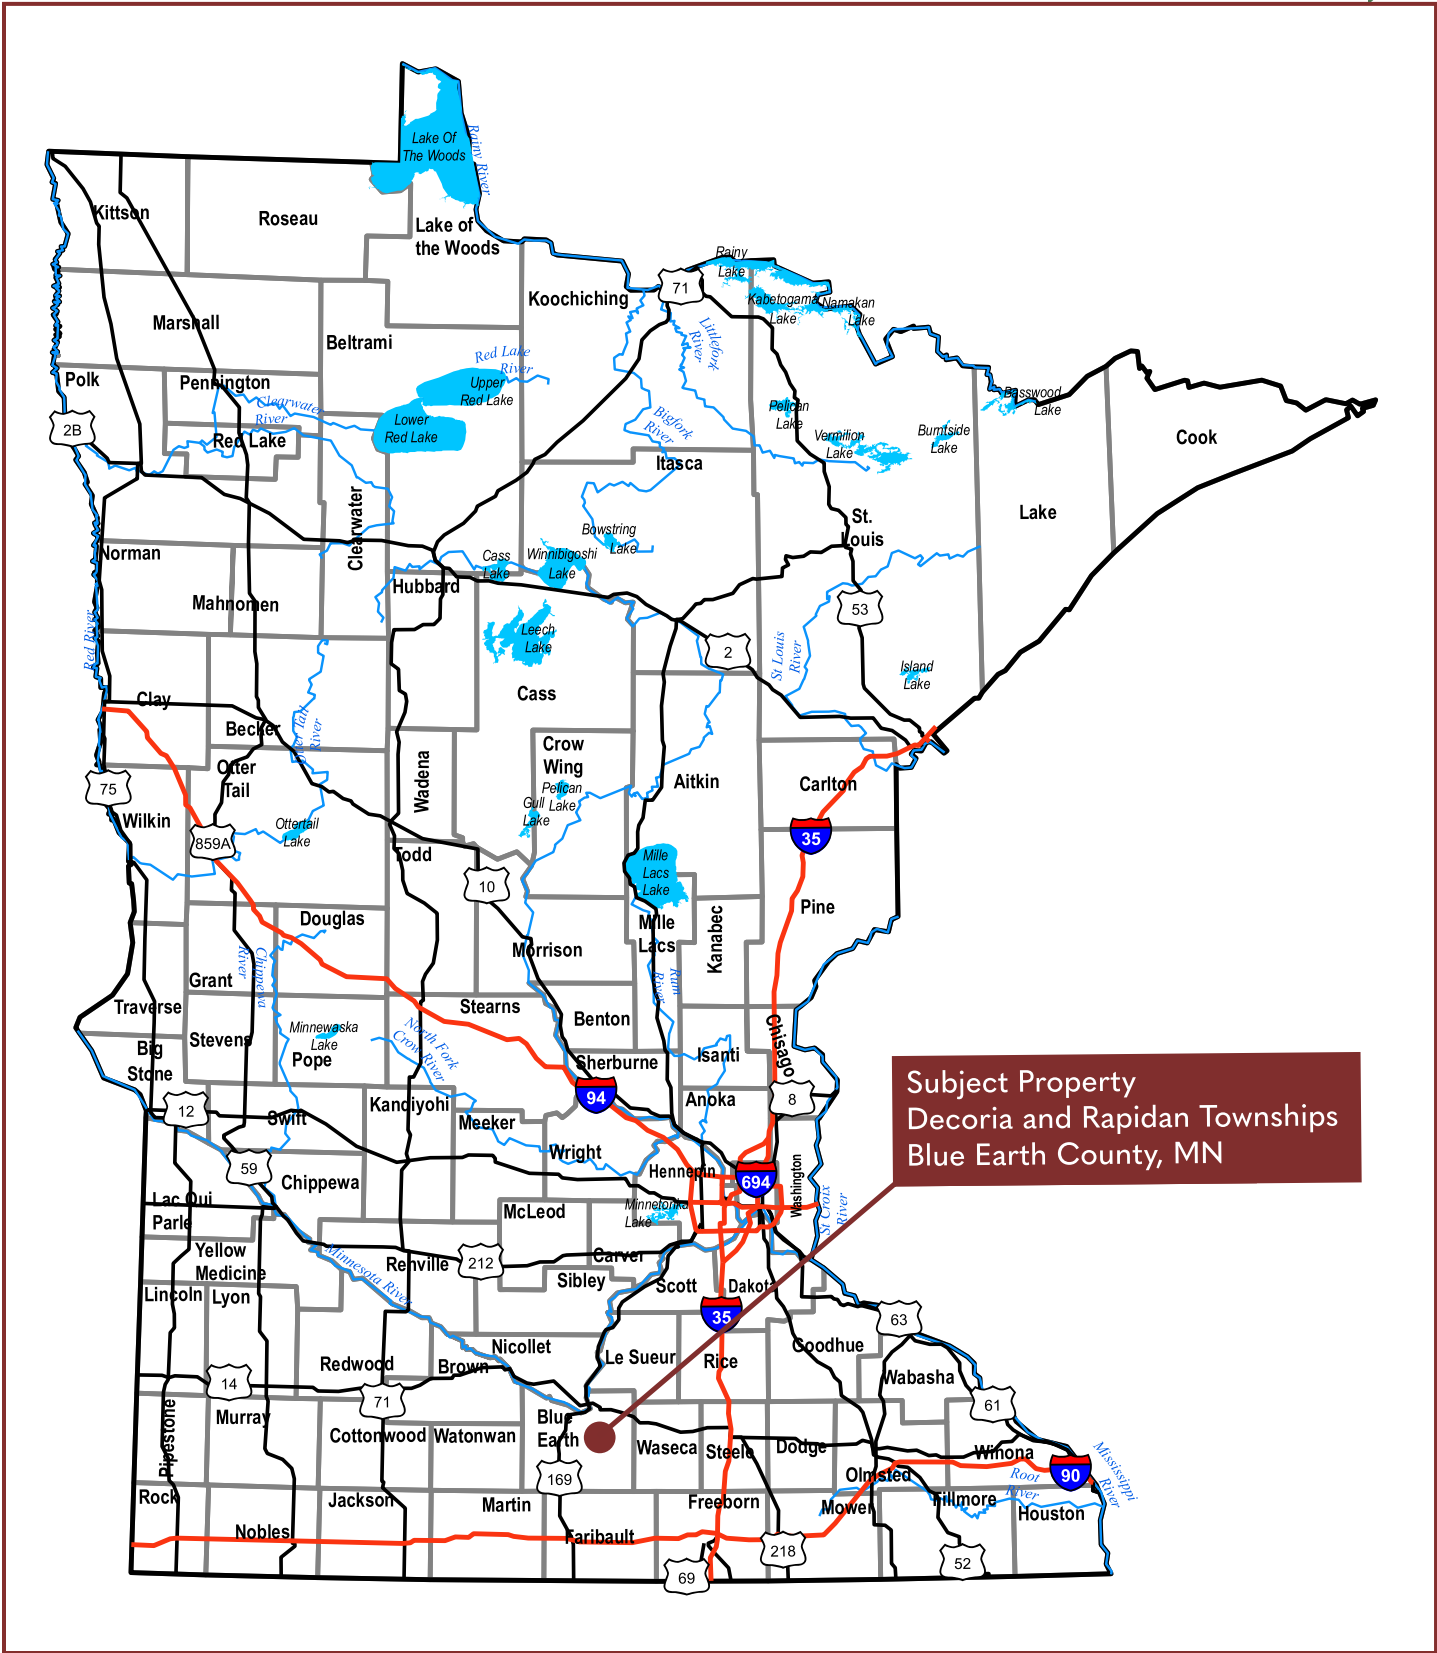 Lake Of
The Woods
Rainy River
Kittson
Roseau
Lake of
the Woods
Rainy
Lake
Koochiching
71
Kabetogama
Lake
Namakan
Lake
Marshall
Beltrami
Littlefork
River
Red Lake
River
Polk
Pennington
Upper
Red Lake
Clearwater
River
Basswood
Lake
Pelican
Lake
2B
Lower
Red Lake
Bigfork
River
Vermilion
Lake
Burntside
Lake
Red Lake
Cook
Itasca
Clearwater
Lake
St.
Louis
Bowstring
Lake
Norman
Cass
Lake
Winnibigoshi
Lake
Hubbard
Mahnomen
53
Red River
Leech
Lake
2
St Louis
River
Island
Lake
Cass
Clay
Becker
Otter Tail
River
Crow
Wing
Otter
Tail
Wadena
Aitkin
Carlton
75
Pelican
Lake
Gull
Lake
Wilkin
Ottertail
Lake
859A
35
Todd
Mille
Lacs
Lake
10
Douglas
Pine
Mille
Lacs
Kanabec
Morrison
Chippewa
River
Grant
Rum
River
Traverse
Stearns
Benton
Stevens
Minnewaska
Lake
North Fork
Crow River
Chisago
Big
Stone
Pope
Sherburne
Isanti
Subject Property
Decoria and Rapidan Townships
Blue Earth County, MN
94
Anoka
8
12
Swift
Kandiyohi
Meeker
Wright
59
Hennepin
694
Washington
Chippewa
Lac Qui
Parle
McLeod
Minnetonka
Lake
St Croix
River
Yellow
Medicine
Minnesota River
Renville
212
Carver
Sibley
Scott
Dakota
Lincoln
Lyon
35
63
Nicollet
Goodhue
Redwood
Brown
Le Sueur
Rice
Wabasha
14
71
61
Pipestone
Murray
Blue
Earth
Cottonwood
Watonwan
Waseca
Steele
Dodge
Winona
169
Olmsted
Root
River
90
Mississippi
River
Rock
Jackson
Martin
Freeborn
Mower
Fillmore
Houston
Nobles
Faribault
218
52
69